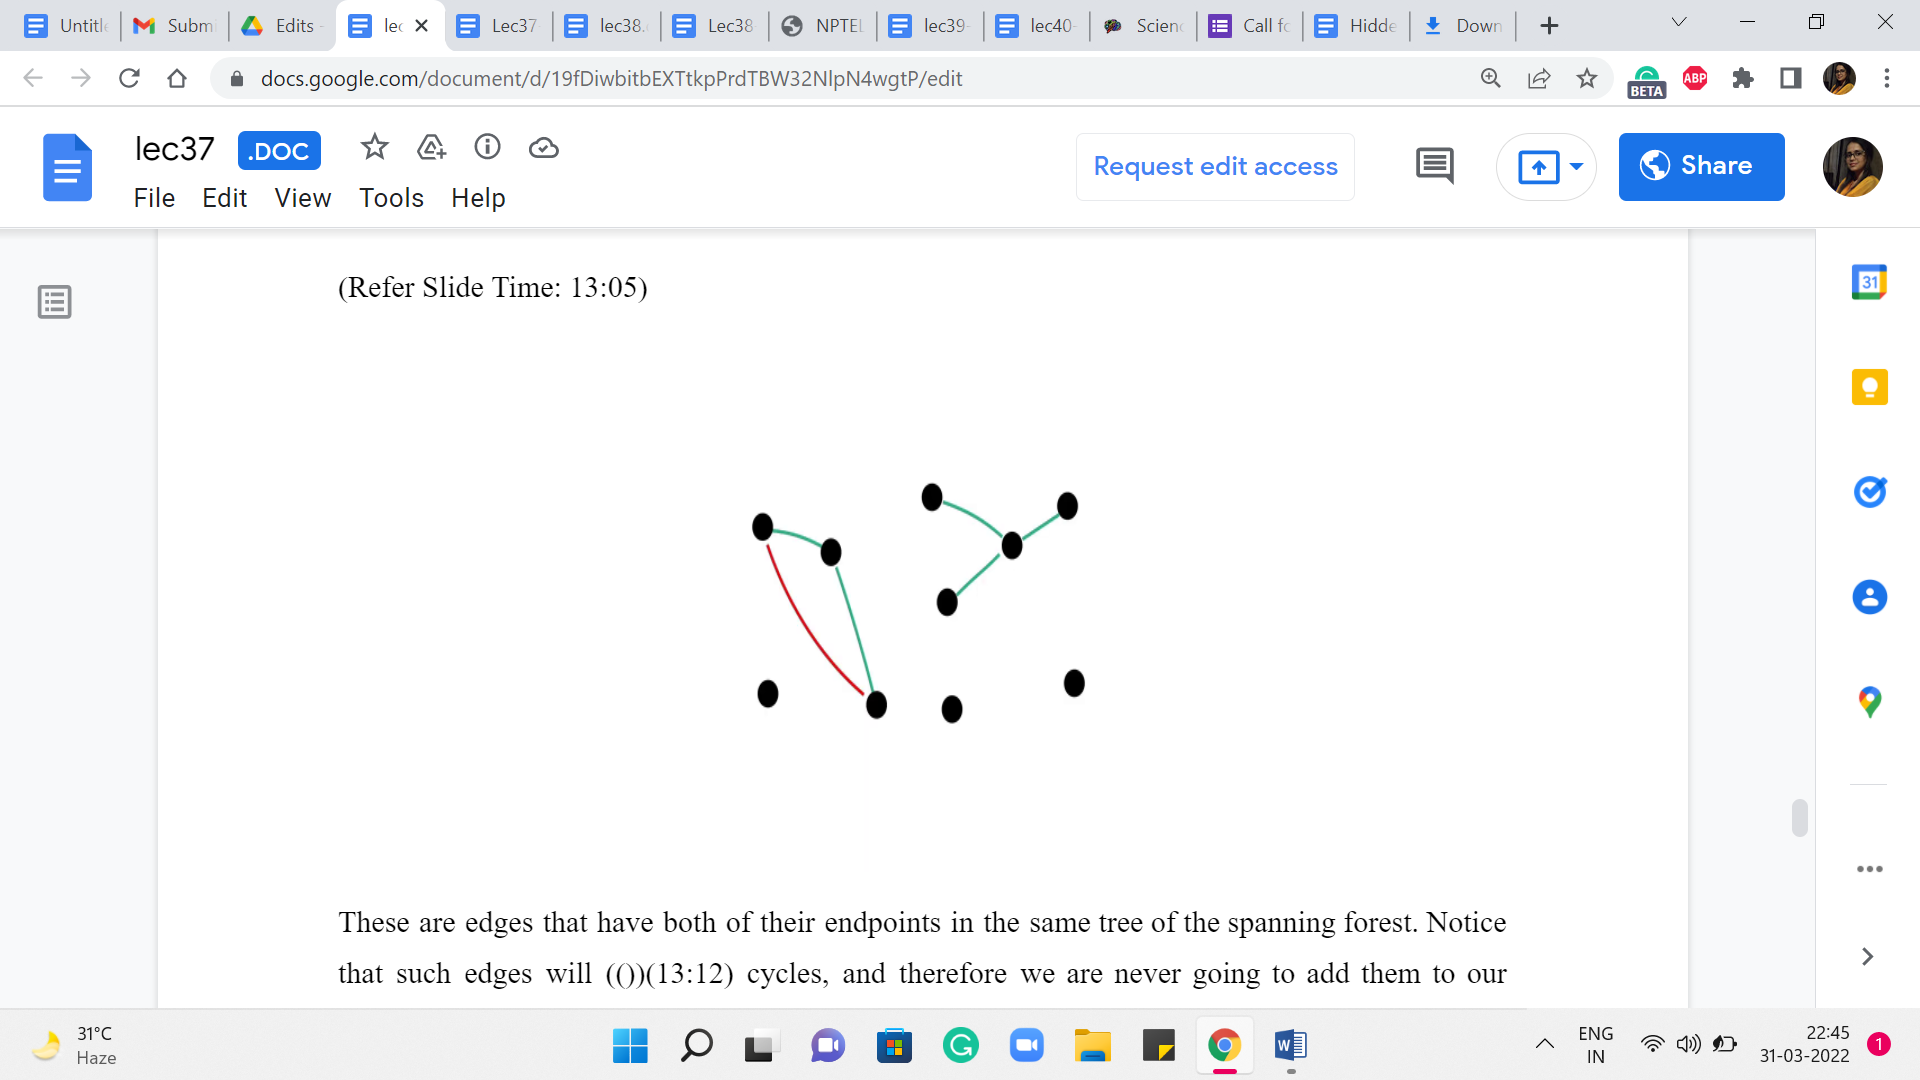 Untitle
Submi
Edits -
lec
Lec37-
lec38.
Lec38
NPTEL
lec39-
lec40-
Scienc
Call fo
Hidde
Down
docs.google.com/document/d/19fDiwbitbEXTtkpPrdTBW32NlpN4wgtP/edit
BETA
ABP
lec37 .DOC
Request edit access
Share
File Edit View Tools Help
31
(Refer Slide Time: 13:05)
These are edges that have both of their endpoints in the same tree of the spanning forest. Notice
that such edges will (())(13:12) cycles, and therefore we are never going to add them to our
31°C
Haze
ENG
IN
22:45
31-03-2022
1